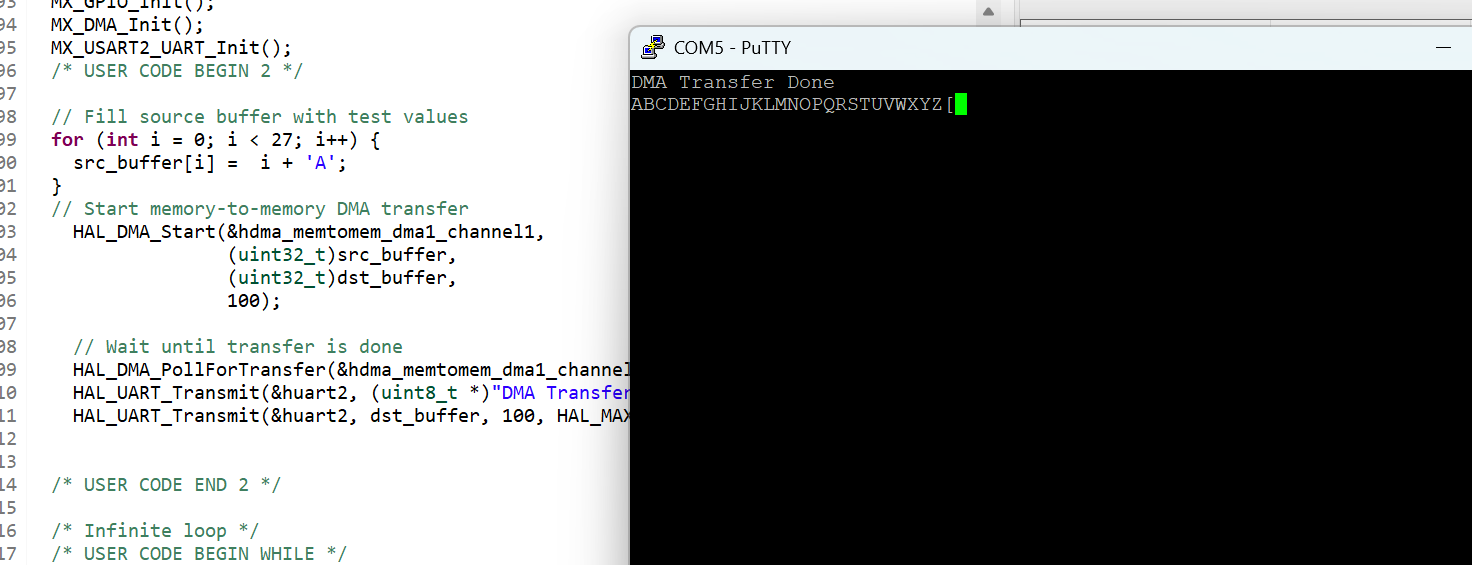 93 MX_GPIO_Init();
94 MX_DMA_Init();
95 MX_USART2_UART_Init();
96 /* USER CODE BEGIN 2 */
97
98 // Fill source buffer with test values
99 for (int i = 0; i < 27; i++) {
00 src_buffer[i] =  i + 'A';
01 }
02 // Start memory-to-memory DMA transfer
03 HAL_DMA_Start(&hdma_memtomem_dma1_channel1,
04 (uint32_t)src_buffer,
05 (uint32_t)dst_buffer,
06 100);
07
08 // Wait until transfer is done
09 HAL_DMA_PollForTransfer(&hdma_memtomem_dma1_channel
10 HAL_UART_Transmit(&huart2, (uint8_t *)"DMA Transfer
11 HAL_UART_Transmit(&huart2, dst_buffer, 100, HAL_MAX
12
13
14 /* USER CODE END 2 */
15
16 /* Infinite loop */
17 /* USER CODE BEGIN WHILE */
COM5 - PuTTY
DMA Transfer Done
ABCDEFGHIJKLMNOPQRSTUVWXYZ[